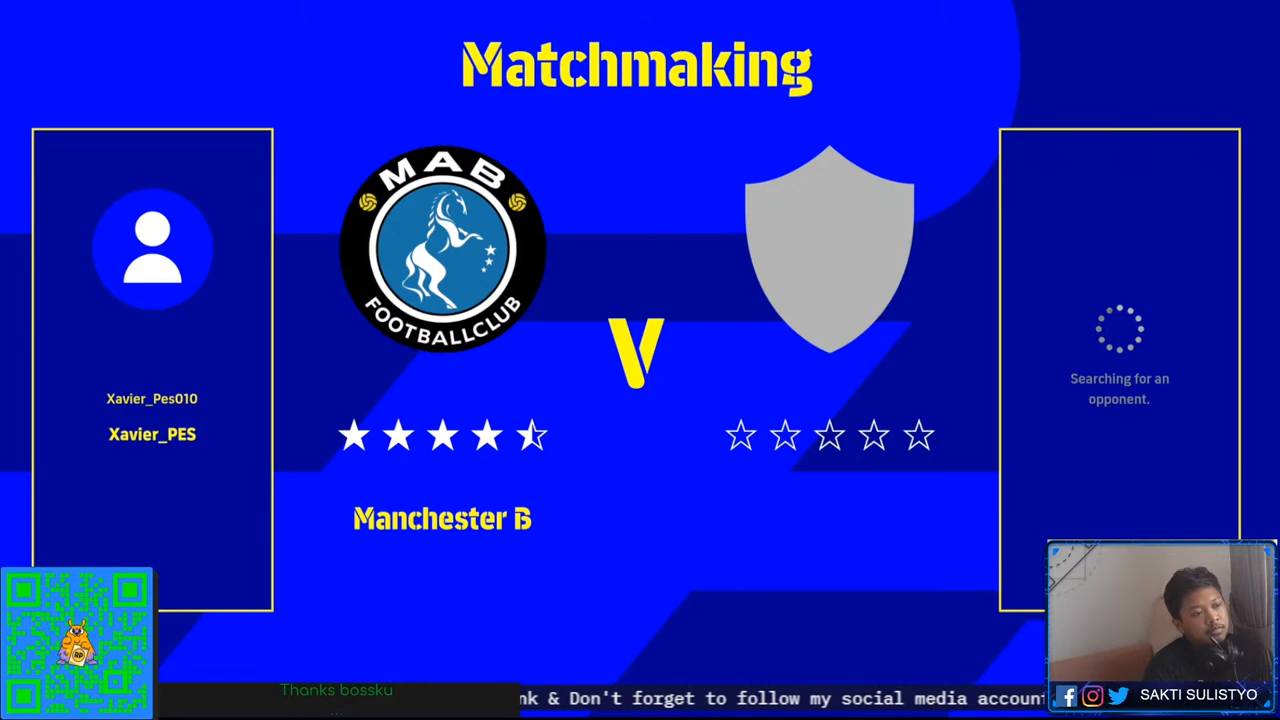 Matchmaking
MAB
FOOTBALLCLUB
V
Xavier_Pes010
Xavier_PES
Searching for an
opponent.
Manchester B
RP
Thanks bossku
...
nk & Don't forget to follow my social media account
SAKTI SULISTYO